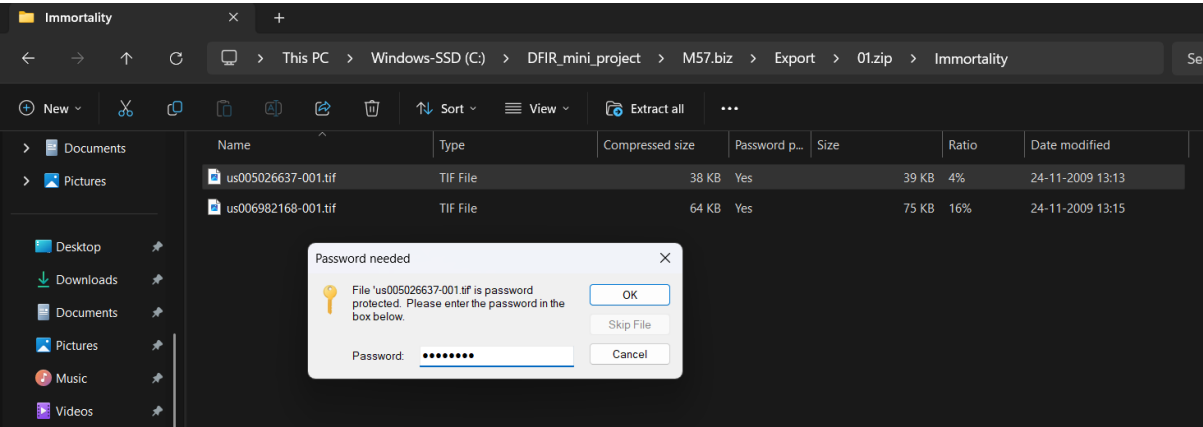 Immortality
This PC > Windows-SSD (C:) > DFIR_mini_project > M57.biz > Export > 01.zip > Immortality
Se
New
Sort
View
Extract all
Documents
Pictures
Name Type Compressed size Password p... Size Ratio Date modified
us005026637-001.tif TIF File 38 KB Yes 39 KB 4% 24-11-2009 13:13
us006982168-001.tif TIF File 64 KB Yes 75 KB 16% 24-11-2009 13:15
Desktop
Downloads
Documents
Pictures
Music
Videos
Password needed
File 'us005026637-001.tif' is password
protected. Please enter the password in the
box below.
Password:
OK
Skip File
Cancel